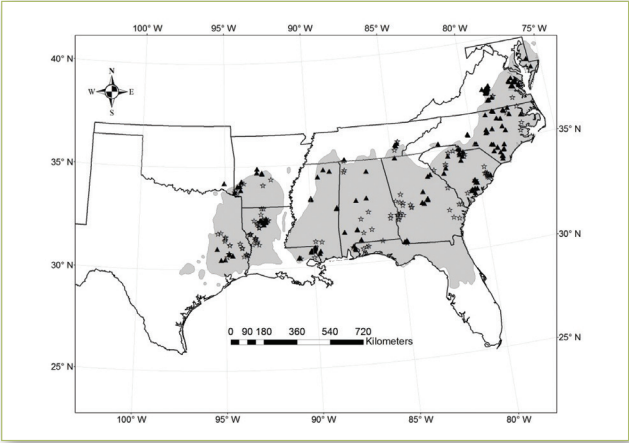 100° W 95° W 90° W 85° W 80° W 75° W
40° N
N
W E
S
35° N
35° N
30° N
30° N
0 90 180 360 540 720
Kilometers
25° N
25° N
100° W 95° W 90° W 85° W 80° W